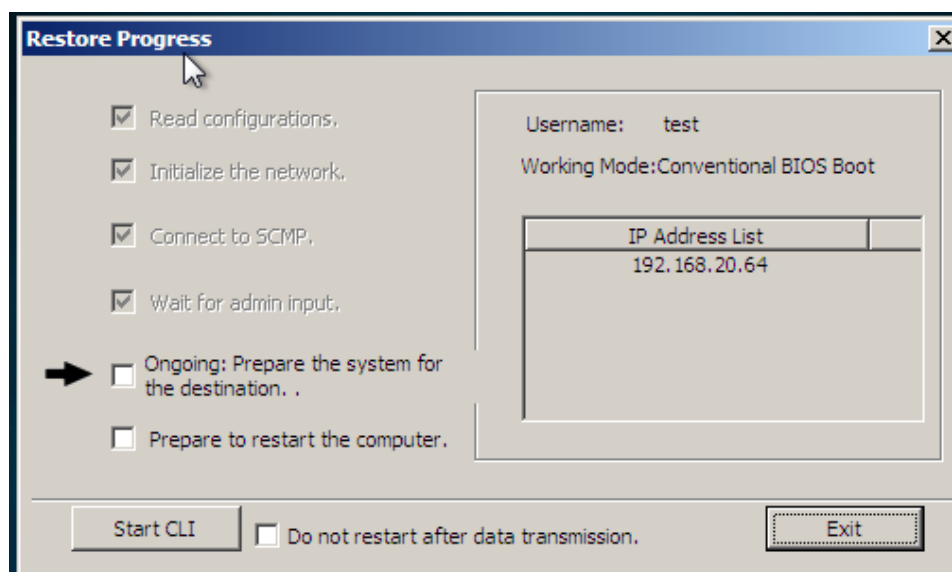 Restore Progress
Read configurations.
Initialize the network.
Connect to SCMP.
Wait for admin input.
Ongoing: Prepare the system for
the destination. .
Prepare to restart the computer.
Username: test
Working Mode:Conventional BIOS Boot
IP Address List
192.168.20.64
Start CLI
Do not restart after data transmission.
Exit